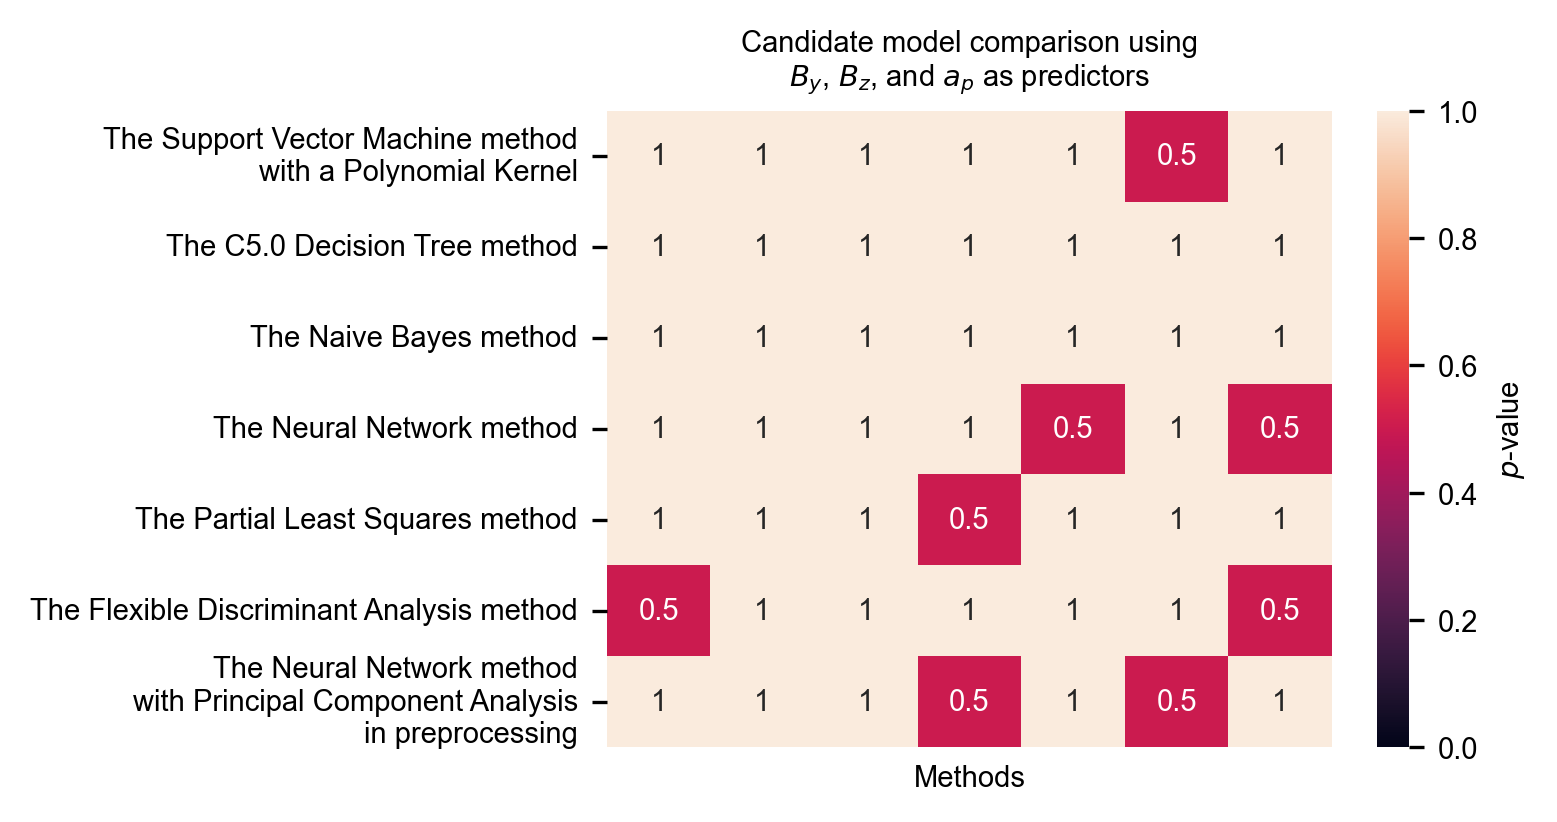 Candidate model comparison using
B_y, B_z, and a_p as predictors
The Support Vector Machine method
with a Polynomial Kernel
1 1 1 1 1 0.5 1
The C5.0 Decision Tree method
1 1 1 1 1 1 1
The Naive Bayes method
1 1 1 1 1 1 1
The Neural Network method
1 1 1 1 0.5 1 0.5
The Partial Least Squares method
1 1 1 0.5 1 1 1
The Flexible Discriminant Analysis method
0.5 1 1 1 1 1 0.5
The Neural Network method
with Principal Component Analysis
in preprocessing
1 1 1 0.5 1 0.5 1
Methods
1.0
0.8
0.6
0.4
0.2
0.0
p-value